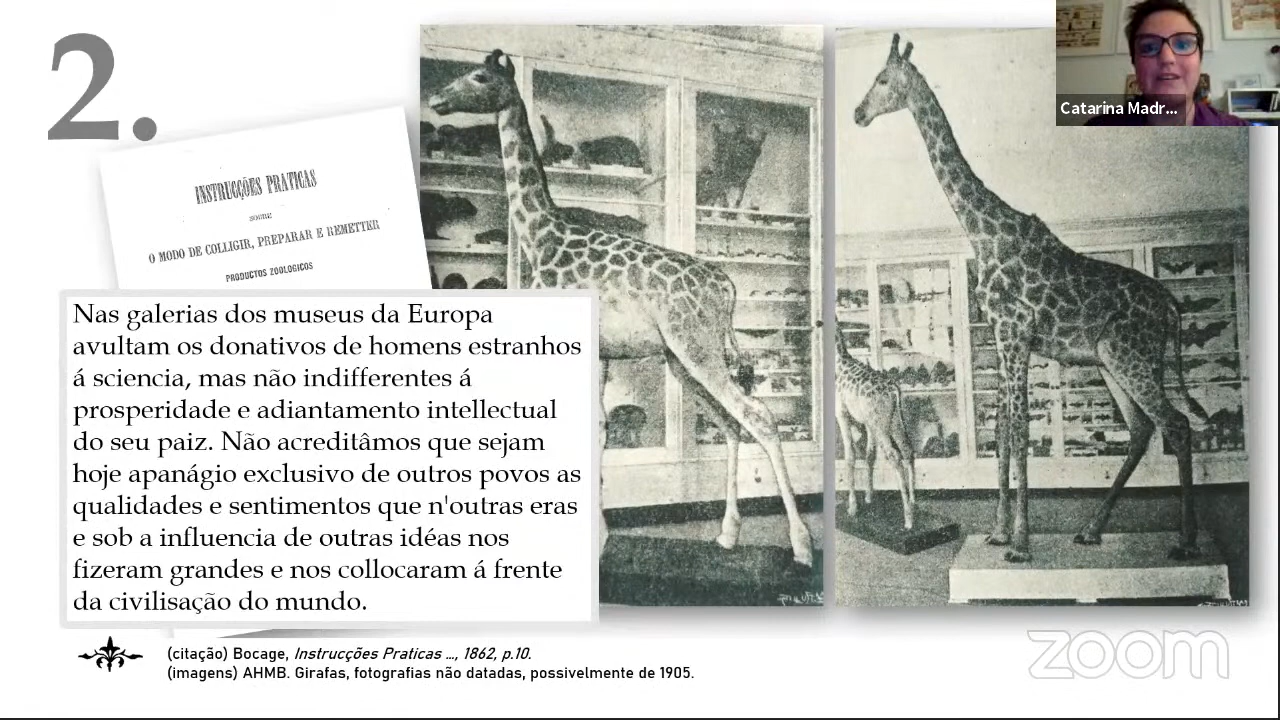 2.
Catarina Madr...
INSTRUCÇÕES PRATICAS
SOBRE
O MODO DE COLLIGIR, PREPARAR E REMETTER
PRODUCTOS ZOOLOGICOS
Nas galerias dos museus da Europa
avultam os donativos de homens estranhos
á sciencia, mas não indifferentes á
prosperidade e adiantamento intellectual
do seu paiz. Não acreditâmos que sejam
hoje apanágio exclusivo de outros povos as
qualidades e sentimentos que n'outras eras
e sob a influencia de outras idéas nos
fizeram grandes e nos collocaram á frente
da civilisação do mundo.
(citação) Bocage, Instrucções Praticas ..., 1862, p.10.
(imagens) AHMB. Girafas, fotografias não datadas, possivelmente de 1905.
zoom